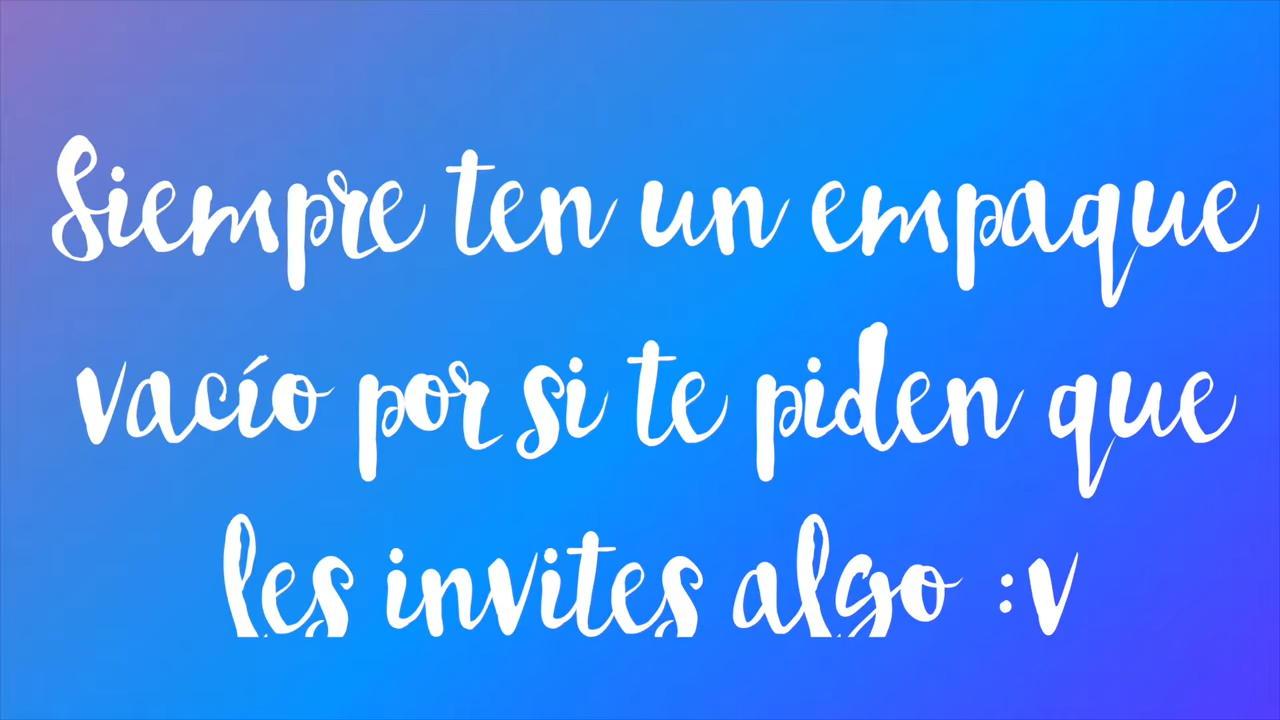 Siempre ten un empaque
vacío por si te piden que
les invites algo :v